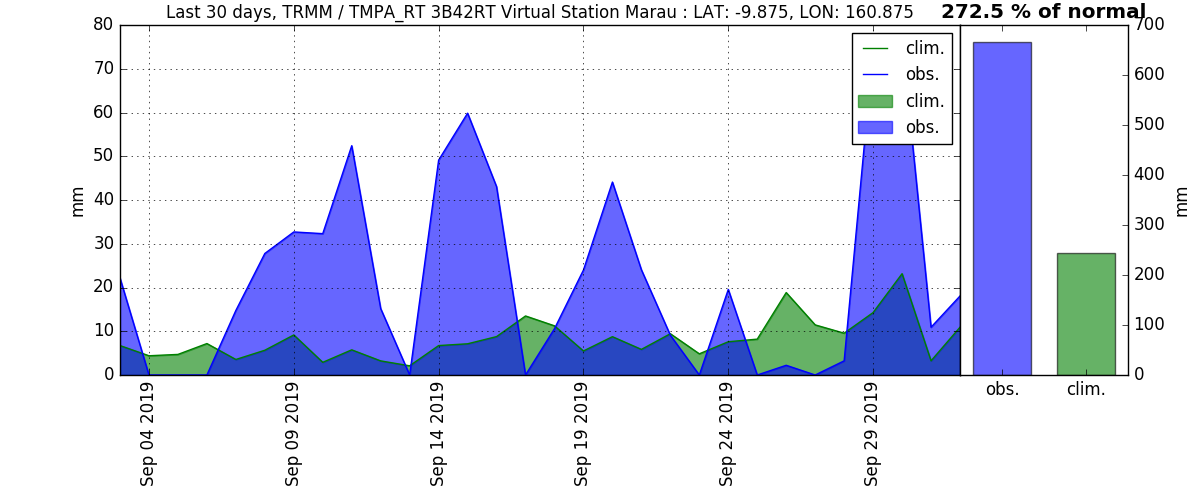 Last 30 days, TRMM / TMPA_RT 3B42RT Virtual Station Marau : LAT: -9.875, LON: 160.875
272.5 % of normal
80
70
60
50
40
30
20
10
0
mm
Sep 04 2019
Sep 09 2019
Sep 14 2019
Sep 19 2019
Sep 24 2019
Sep 29 2019
clim.
obs.
clim.
obs.
700
600
500
400
300
200
100
0
mm
obs.
clim.